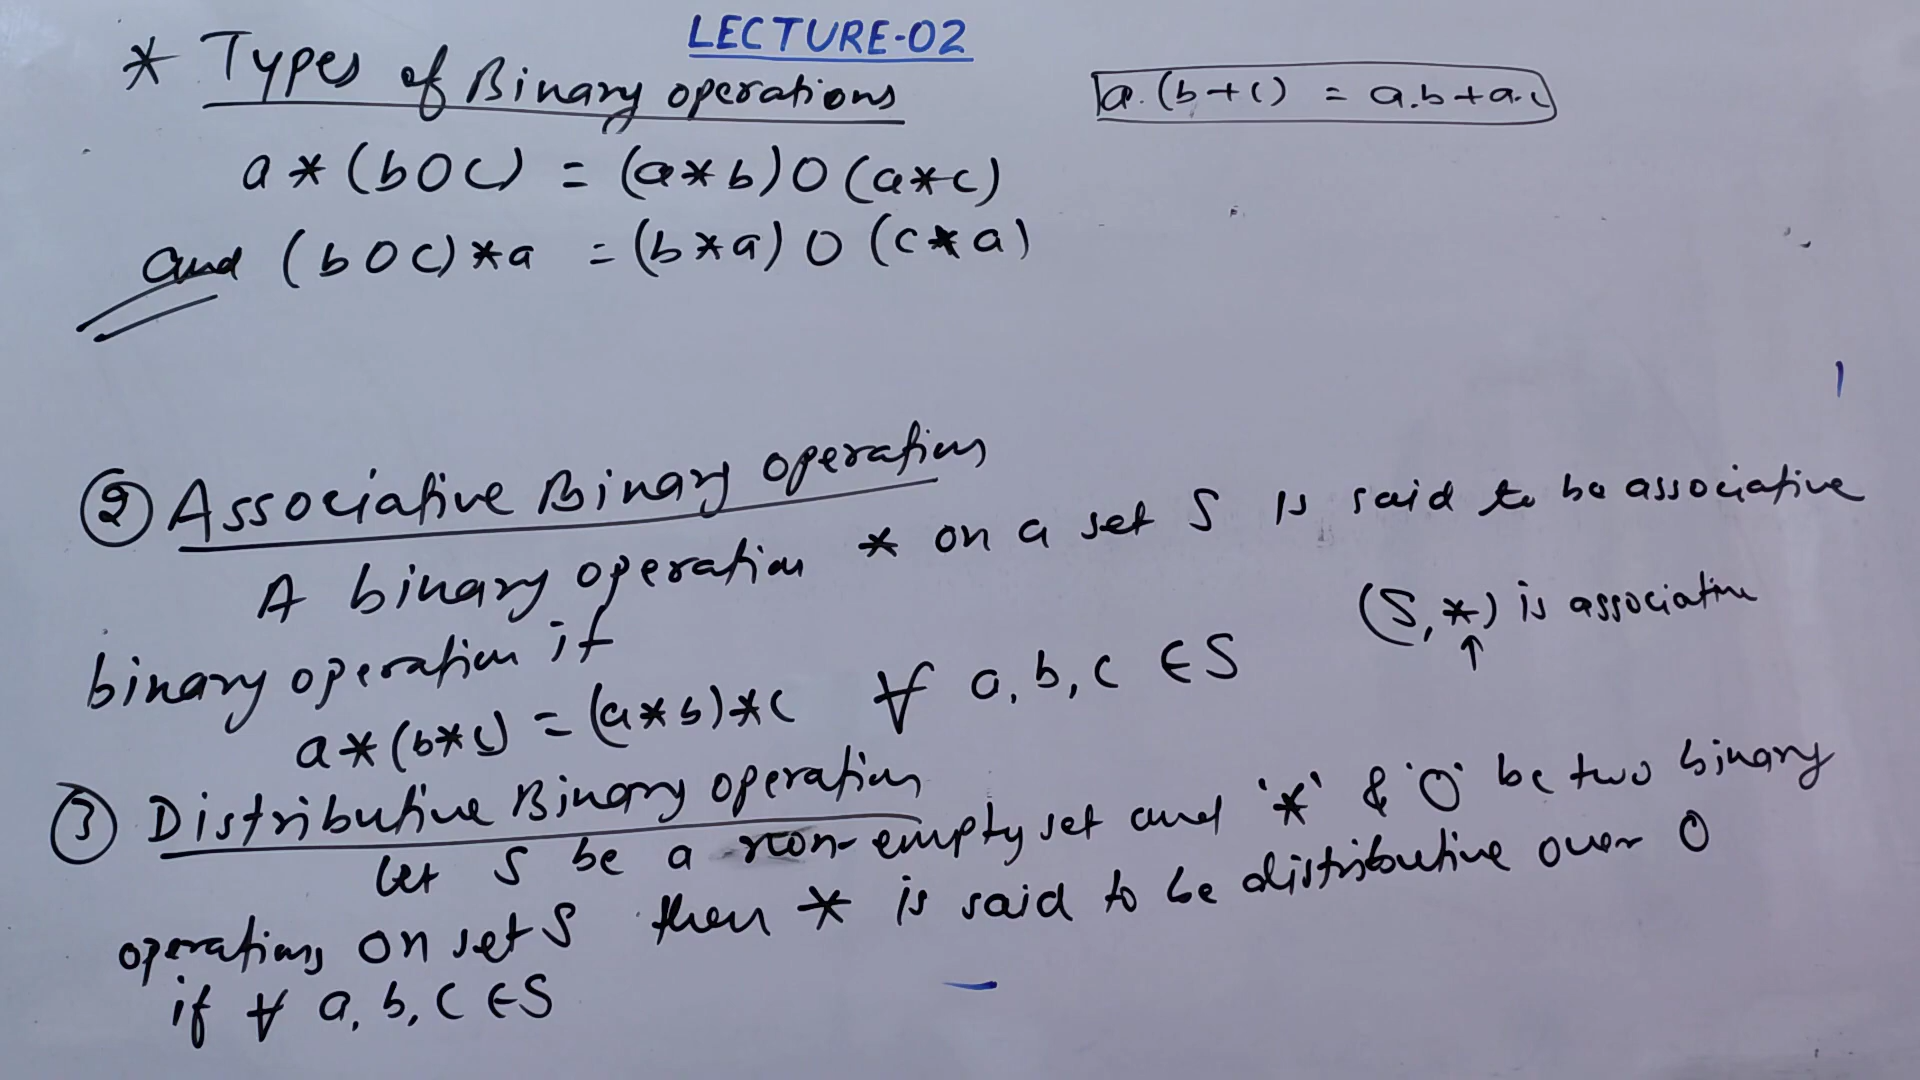 LECTURE-02
* Types of Binary operations
a.(b+c) = a.b+a.c
a*(bOc) = (a*b)O(a*c)
and (bOc)*a = (b*a)O(c*a)
② Associative Binary operation
A binary operation * on a set S is said to be associative
binary operation if
(S,*) is associative
↑
a*(b*c) = (a*b)*c ∀ a,b,c ∈ S
③ Distributive Binary operation
let S be a non-empty set and '*' & 'O' be two binary
operations on set S then * is said to be distributive over O
if ∀ a,b,c ∈ S